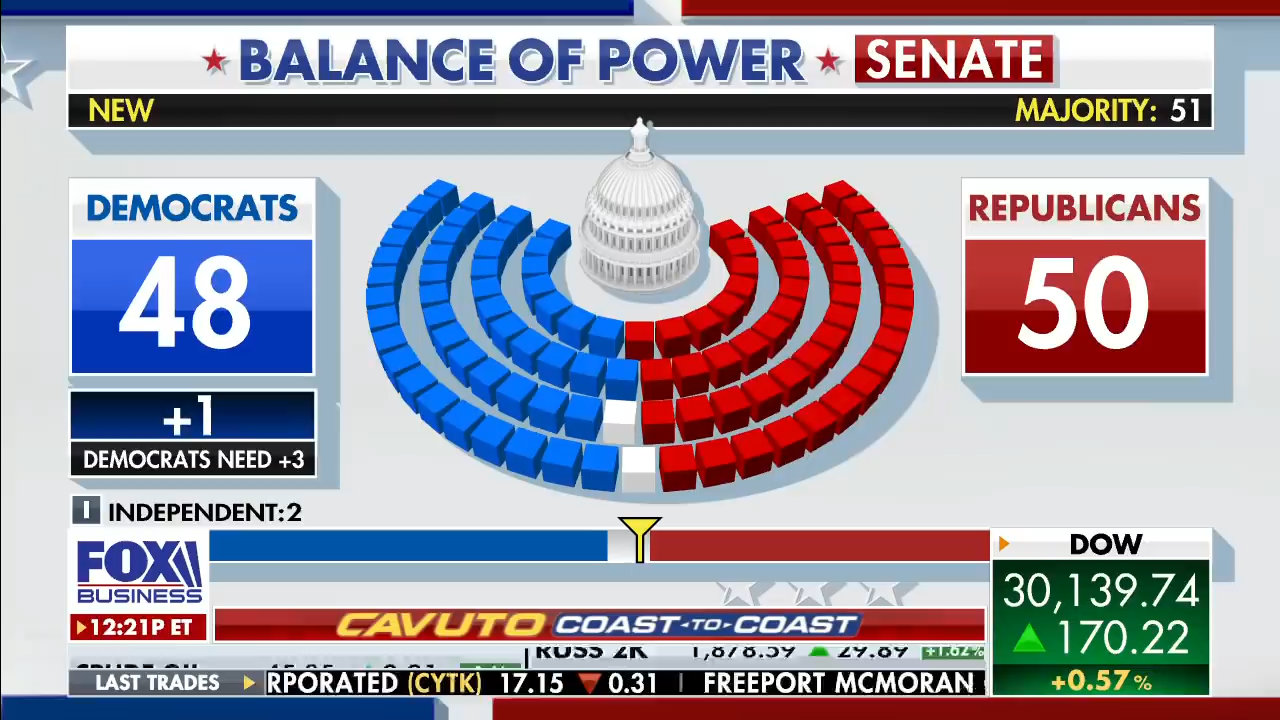 BALANCE OF POWER SENATE
NEW
MAJORITY: 51
DEMOCRATS
48
+1
DEMOCRATS NEED +3
REPUBLICANS
50
I INDEPENDENT:2
FOX
BUSINESS
12:21P ET
CAVUTO COAST-TO-COAST
DOW
30,139.74
170.22
+0.57%
RUSS 2K 1,878.59 29.89 +1.62%
LAST TRADES RPORATED (CYTK) 17.15 0.31 FREEPORT MCMORAN